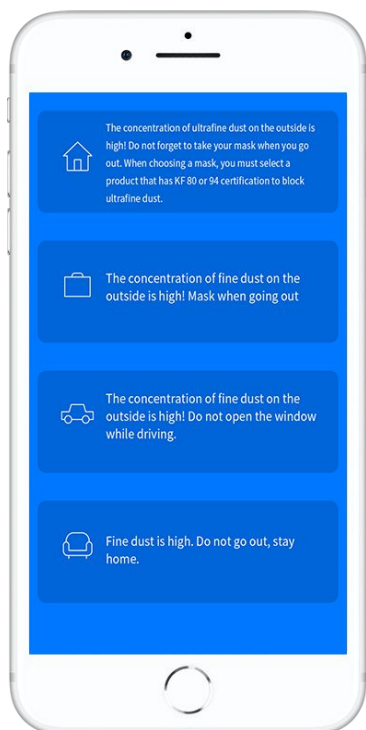 The concentration of ultrafine dust on the outside is
high! Do not forget to take your mask when you go
out. When choosing a mask, you must select a
product that has KF 80 or 94 certification to block
ultrafine dust.
The concentration of fine dust on the
outside is high! Mask when going out
The concentration of fine dust on the
outside is high! Do not open the window
while driving.
Fine dust is high. Do not go out, stay
home.